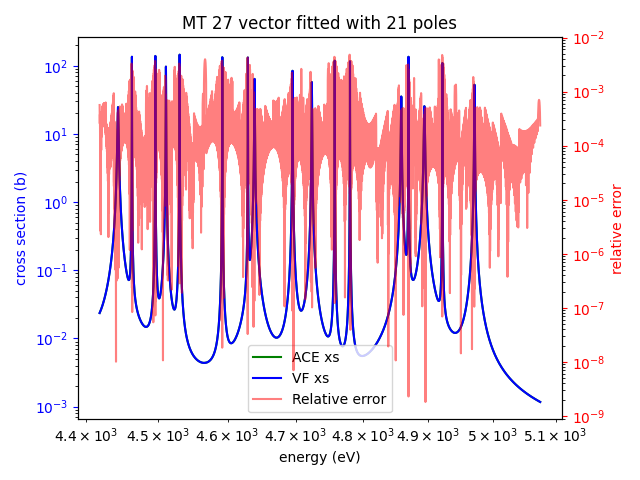 MT 27 vector fitted with 21 poles
10²
10¹
10⁰
10⁻¹
10⁻²
10⁻³
cross section (b)
10⁻²
10⁻³
10⁻⁴
10⁻⁵
10⁻⁶
10⁻⁷
10⁻⁸
10⁻⁹
relative error
ACE xs
VF xs
Relative error
4.4 × 10³ 4.5 × 10³ 4.6 × 10³ 4.7 × 10³ 4.8 × 10³ 4.9 × 10³ 5 × 10³ 5.1 × 10³
energy (eV)